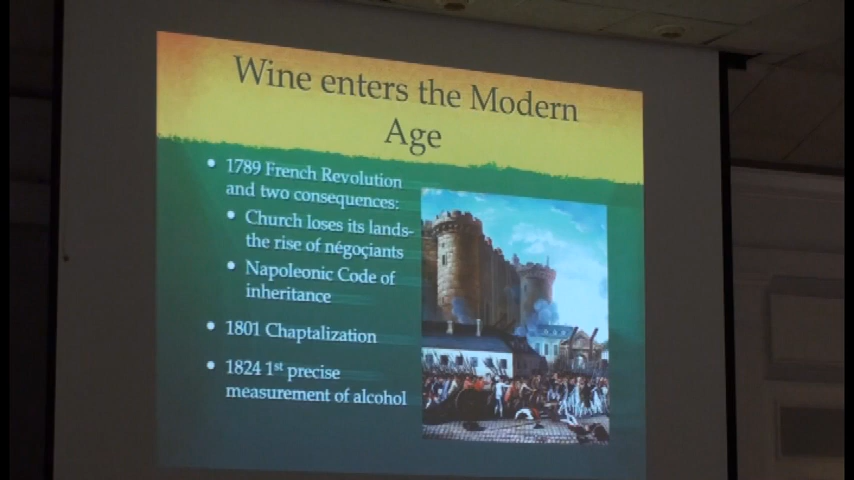 Wine enters the Modern
Age
• 1789 French Revolution
and two consequences:
• Church loses its lands-
the rise of négoçiants
• Napoleonic Code of
inheritance
• 1801 Chaptalization
• 1824 1st precise
measurement of alcohol